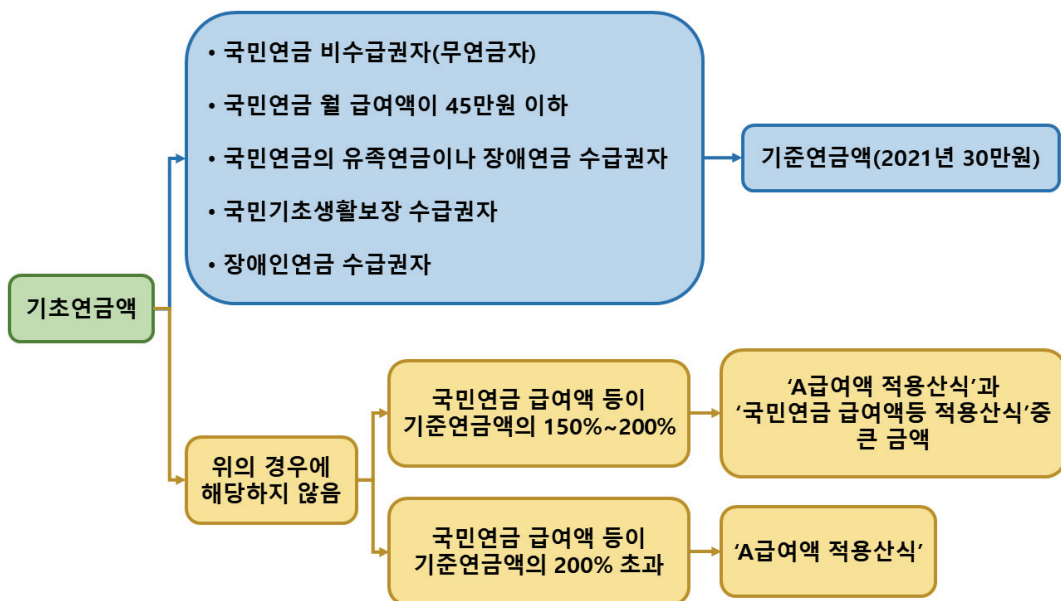 • 국민연금 비수급권자(무연금자)
• 국민연금 월 급여액이 45만원 이하
• 국민연금의 유족연금이나 장애연금 수급권자
• 국민기초생활보장 수급권자
• 장애인연금 수급권자
기준연금액(2021년 30만원)
기초연금액
위의 경우에
해당하지 않음
국민연금 급여액 등이
기준연금액의 150%~200%
‘A급여액 적용산식’과
‘국민연금 급여액등 적용산식’중
큰 금액
국민연금 급여액 등이
기준연금액의 200% 초과
‘A급여액 적용산식’